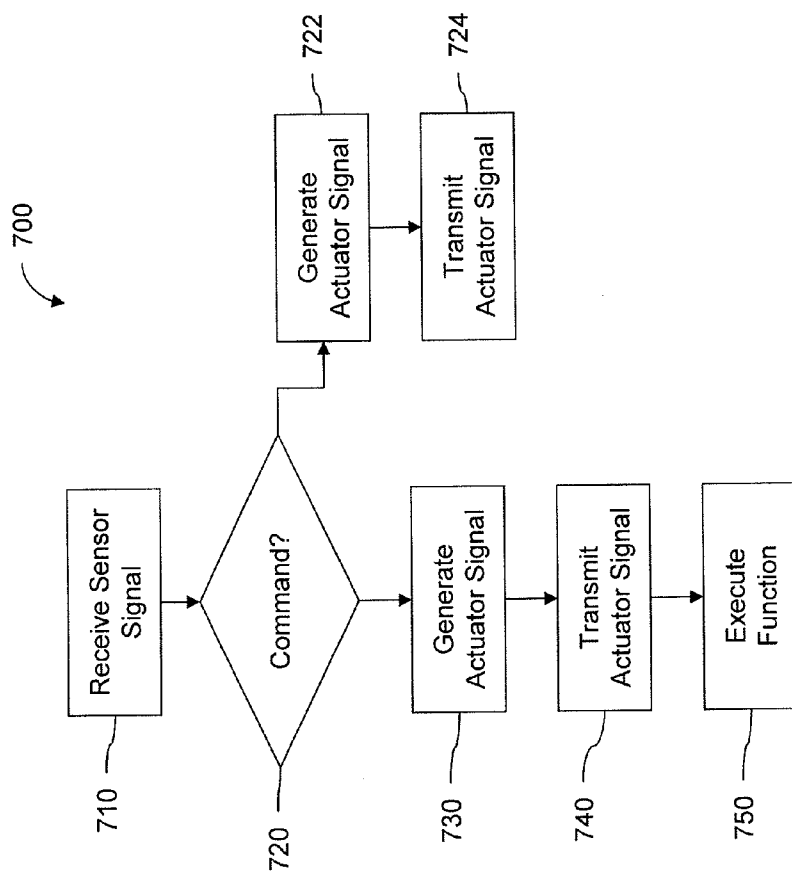 700
710
Receive Sensor
Signal
720
Command?
722
Generate
Actuator Signal
724
Transmit
Actuator Signal
730
Generate
Actuator Signal
740
Transmit
Actuator Signal
750
Execute
Function